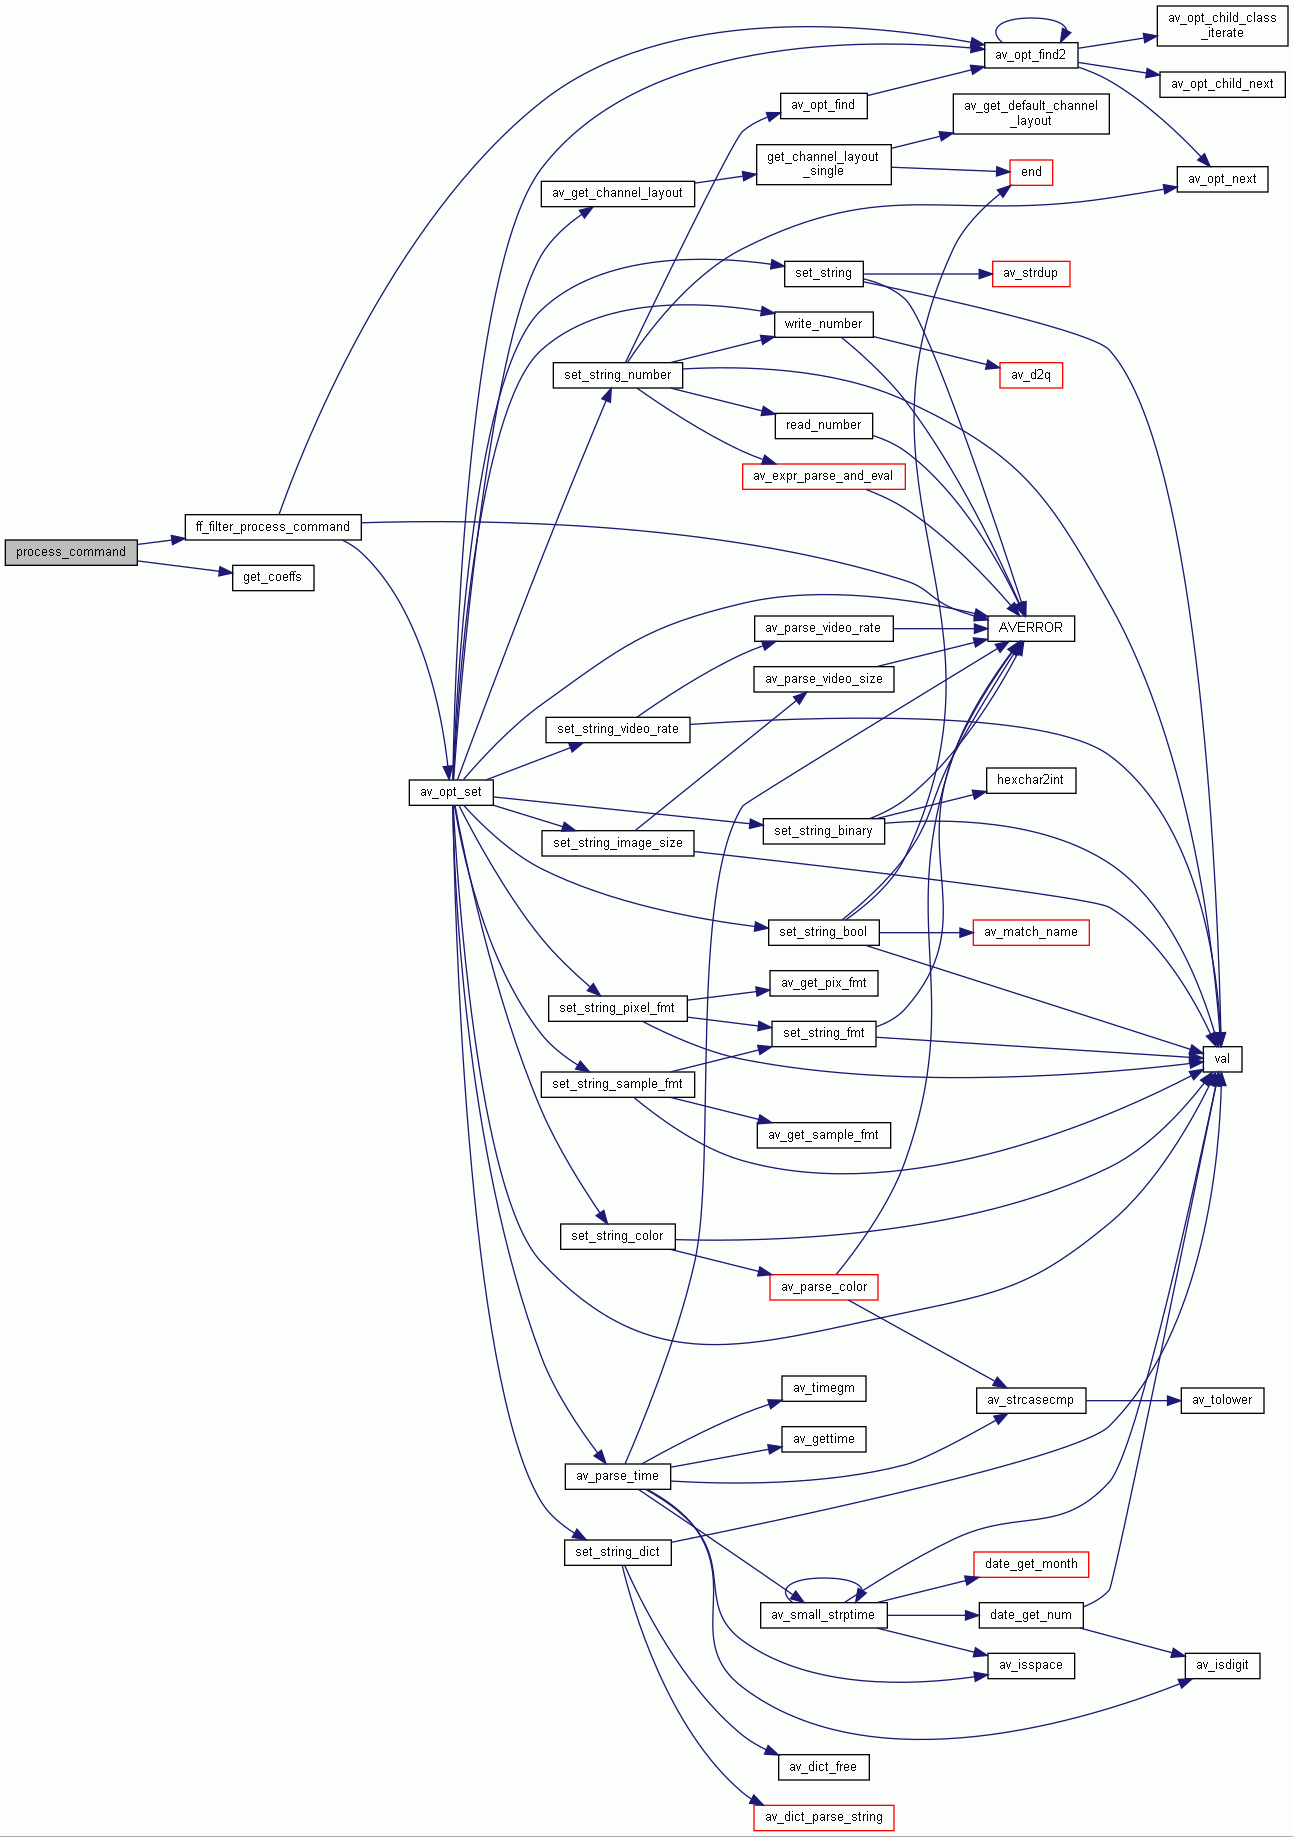 av_opt_child_class
_iterate
av_opt_find2
av_opt_child_next
av_opt_find
av_get_default_channel
_layout
get_channel_layout
_single
end
av_opt_next
av_get_channel_layout
set_string
av_strdup
write_number
set_string_number
av_d2q
read_number
av_expr_parse_and_eval
ff_filter_process_command
process_command
get_coeffs
av_parse_video_rate
AVERROR
av_parse_video_size
set_string_video_rate
hexchar2int
av_opt_set
set_string_binary
set_string_image_size
set_string_bool
av_match_name
av_get_pix_fmt
set_string_pixel_fmt
set_string_fmt
val
set_string_sample_fmt
av_get_sample_fmt
set_string_color
av_parse_color
av_timegm
av_strcasecmp
av_tolower
av_gettime
av_parse_time
set_string_dict
date_get_month
av_small_strptime
date_get_num
av_isspace
av_isdigit
av_dict_free
av_dict_parse_string